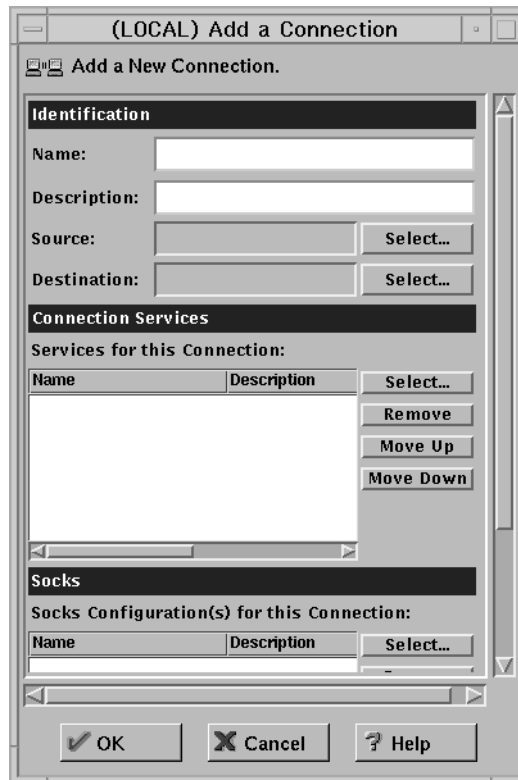 (LOCAL) Add a Connection
Add a New Connection.
Identification
Name:
Description:
Source: Select...
Destination: Select...
Connection Services
Services for this Connection:
Name Description Select...
Remove
Move Up
Move Down
Socks
Socks Configuration(s) for this Connection:
Name Description Select...
OK Cancel ? Help